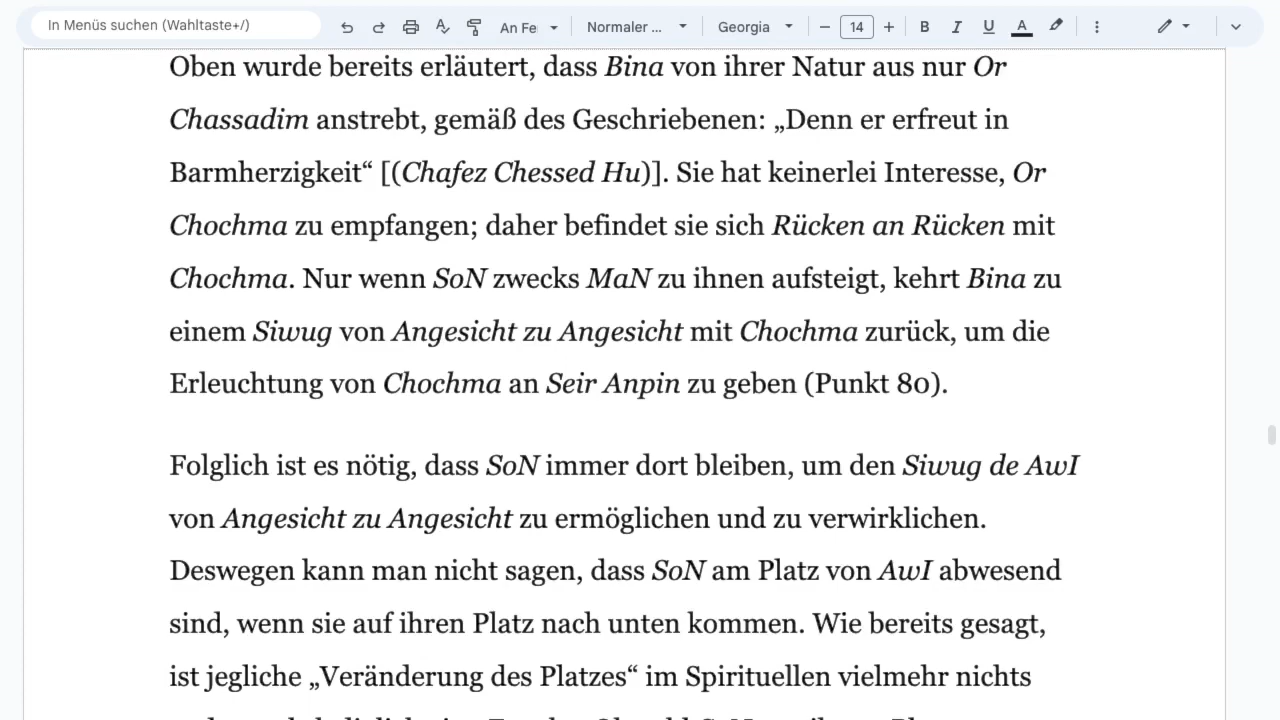 In Menüs suchen (Wahltaste+/)
An Fe
Normaler ...
Georgia
14
B I U A
Oben wurde bereits erläutert, dass Bina von ihrer Natur aus nur Or
Chassadim anstrebt, gemäß des Geschriebenen: „Denn er erfreut in
Barmherzigkeit“ [(Chafez Chessed Hu)]. Sie hat keinerlei Interesse, Or
Chochma zu empfangen; daher befindet sie sich Rücken an Rücken mit
Chochma. Nur wenn SoN zwecks MaN zu ihnen aufsteigt, kehrt Bina zu
einem Siwug von Angesicht zu Angesicht mit Chochma zurück, um die
Erleuchtung von Chochma an Seir Anpin zu geben (Punkt 80).
Folglich ist es nötig, dass SoN immer dort bleiben, um den Siwug de AwI
von Angesicht zu Angesicht zu ermöglichen und zu verwirklichen.
Deswegen kann man nicht sagen, dass SoN am Platz von AwI abwesend
sind, wenn sie auf ihren Platz nach unten kommen. Wie bereits gesagt,
ist jegliche „Veränderung des Platzes“ im Spirituellen vielmehr nichts